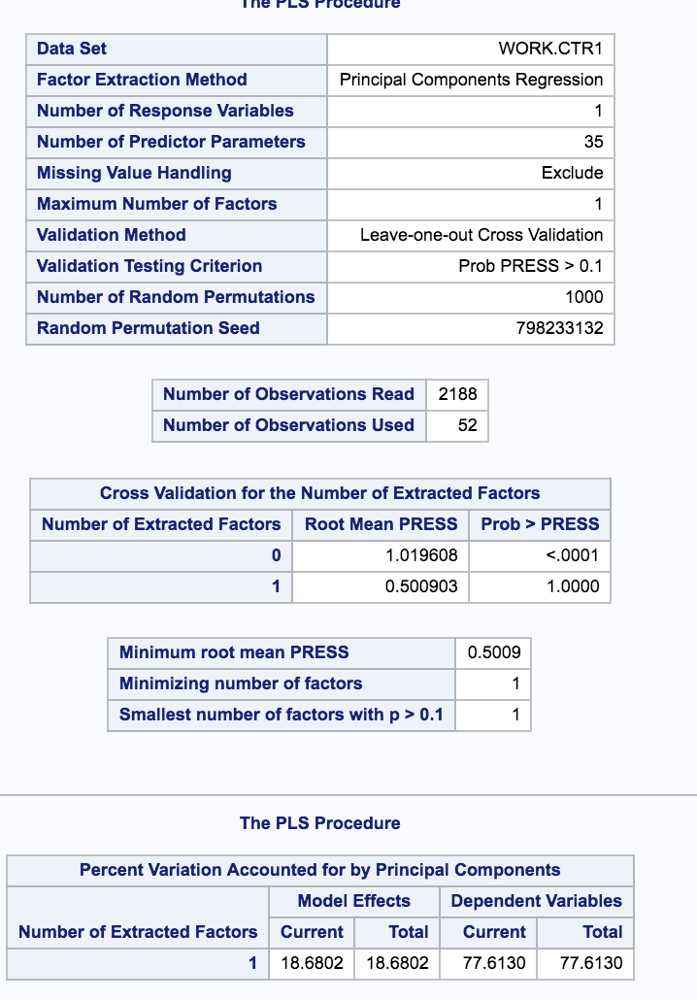 The PLS Procedure
Data Set WORK.CTR1
Factor Extraction Method Principal Components Regression
Number of Response Variables 1
Number of Predictor Parameters 35
Missing Value Handling Exclude
Maximum Number of Factors 1
Validation Method Leave-one-out Cross Validation
Validation Testing Criterion Prob PRESS > 0.1
Number of Random Permutations 1000
Random Permutation Seed 798233132
Number of Observations Read 2188
Number of Observations Used 52
Cross Validation for the Number of Extracted Factors
Number of Extracted Factors Root Mean PRESS Prob > PRESS
0 1.019608 <.0001
1 0.500903 1.0000
Minimum root mean PRESS 0.5009
Minimizing number of factors 1
Smallest number of factors with p > 0.1 1
The PLS Procedure
Percent Variation Accounted for by Principal Components
Model Effects Dependent Variables
Number of Extracted Factors Current Total Current Total
1 18.6802 18.6802 77.6130 77.6130